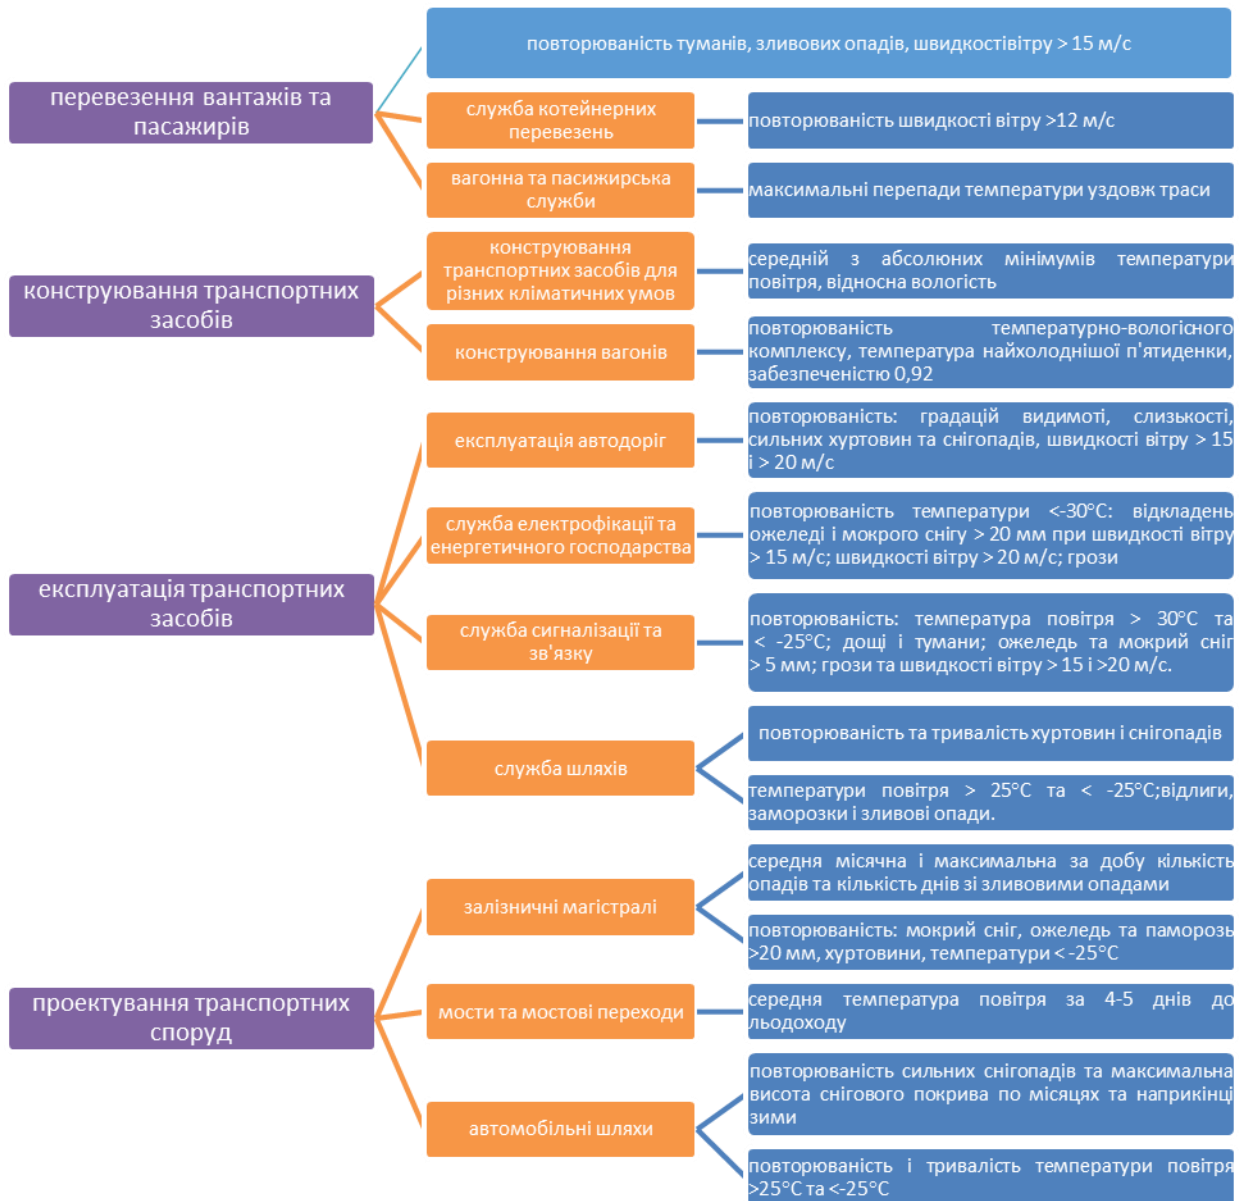 повторюваність туманів, зливових опадів, швидкостівітру > 15 м/с
перевезення вантажів та
пасажирів
служба котейнерних
перевезень
повторюваність швидкості вітру >12 м/с
вагонна та пасижирська
служби
максимальні перепади температури уздовж траси
конструювання транспортних
засобів
конструювання
транспортних засобів для
різних кліматичних умов
середній з абсолюних мінімумів температури
повітря, відносна вологість
конструювання вагонів
повторюваність температурно-вологісного
комплексу, температура найхолоднішої п'ятиденки,
забезпеченістю 0,92
експлуатація транспортних
засобів
експлуатація автодоріг
повторюваність: градацій видимоті, слизькості,
сильних хуртовин та снігопадів, швидкості вітру > 15
і > 20 м/с
служба електрофікації та
енергетичного господарства
повторюваність температури <-30°С: відкладень
ожеледі і мокрого снігу > 20 мм при швидкості вітру
> 15 м/с; швидкості вітру > 20 м/с; грози
служба сигналізації та
зв'язку
повторюваність: температура повітря > 30°С та
< -25°С; дощі і тумани; ожеледь та мокрий сніг
> 5 мм; грози та швидкості вітру > 15 і >20 м/с.
служба шляхів
повторюваність та тривалість хуртовин і снігопадів
температури повітря > 25°С та < -25°С;відлиги,
заморозки і зливові опади.
проектування транспортних
споруд
залізничні магістралі
середня місячна і максимальна за добу кількість
опадів та кількість днів зі зливовими опадами
повторюваність: мокрий сніг, ожеледь та паморозь
>20 мм, хуртовини, температури < -25°С
мости та мостові переходи
середня температура повітря за 4-5 днів до
льодоходу
автомобільні шляхи
повторюваність сильних снігопадів та максимальна
висота снігового покрива по місяцях та наприкінці
зими
повторюваність і тривалість температури повітря
>25°С та <-25°С